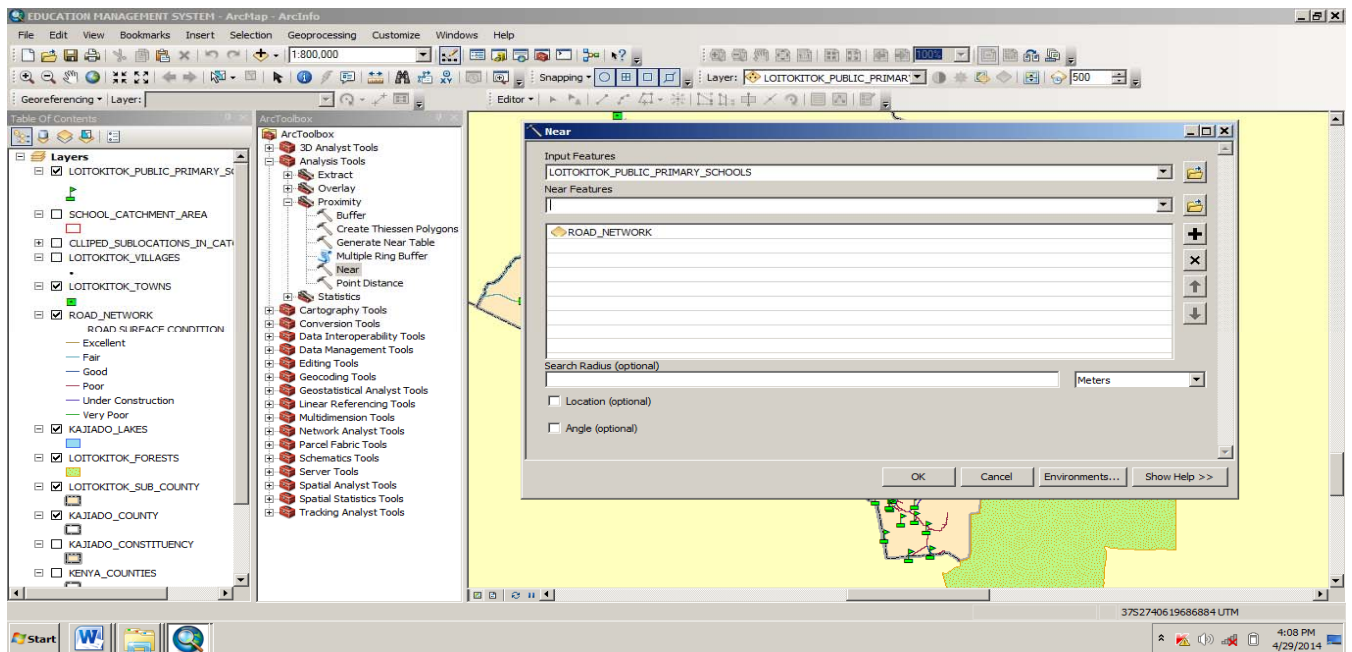 EDUCATION MANAGEMENT SYSTEM - ArcMap - ArcInfo
File Edit View Bookmarks Insert Selection Geoprocessing Customize Windows Help
1:800,000
100%
Snapping
Layer: LOITOKITOK_PUBLIC_PRIMAR
500
Georeferencing Layer:
Editor
Table Of Contents
Layers
LOITOKITOK_PUBLIC_PRIMARY_S
SCHOOL_CATCHMENT_AREA
CLLIPED_SUBLOCATIONS_IN_CAT
LOITOKITOK_VILLAGES
LOITOKITOK_TOWNS
ROAD_NETWORK
ROAD SURFACE CONDITION
Excellent
Fair
Good
Poor
Under Construction
Very Poor
KAJIADO_LAKES
LOITOKITOK_FORESTS
LOITOKITOK_SUB_COUNTY
KAJIADO_COUNTY
KAJIADO_CONSTITUENCY
KENYA_COUNTIES
ArcToolbox
ArcToolbox
3D Analyst Tools
Analysis Tools
Extract
Overlay
Proximity
Buffer
Create Thiessen Polygons
Generate Near Table
Multiple Ring Buffer
Near
Point Distance
Statistics
Cartography Tools
Conversion Tools
Data Interoperability Tools
Data Management Tools
Editing Tools
Geocoding Tools
Geostatistical Analyst Tools
Linear Referencing Tools
Multidimension Tools
Network Analyst Tools
Parcel Fabric Tools
Schematics Tools
Server Tools
Spatial Analyst Tools
Spatial Statistics Tools
Tracking Analyst Tools
Near
Input Features
LOITOKITOK_PUBLIC_PRIMARY_SCHOOLS
Near Features
ROAD_NETWORK
Search Radius (optional)
Meters
Location (optional)
Angle (optional)
OK Cancel Environments... Show Help >>
37S2740619686884 UTM
Start
4:08 PM
4/29/2014